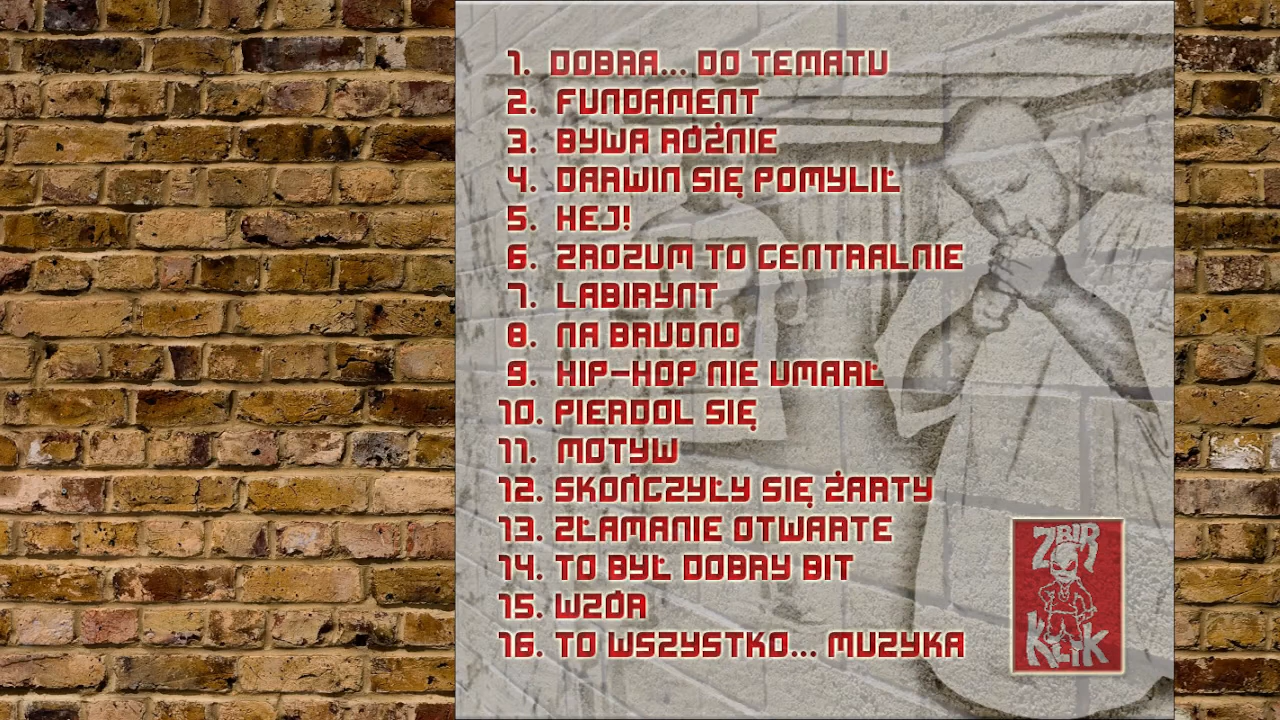 1. DOBRA... DO TEMATU
2. FUNDAMENT
3. BYWA RÓŻNIE
4. DARWIN SIĘ POMYLIŁ
5. HEJ!
6. ZROZUM TO CENTRALNIE
7. LABIRYNT
8. NA BRUDNO
9. HIP-HOP NIE UMARŁ
10. PIERDOL SIĘ
11. MOTYW
12. SKOŃCZYŁY SIĘ ŻARTY
13. ZŁAMANIE OTWARTE
14. TO BYŁ DOBRY BIT
15. WZÓR
16. TO WSZYSTKO... MUZYKA
ZBIR
KLIK